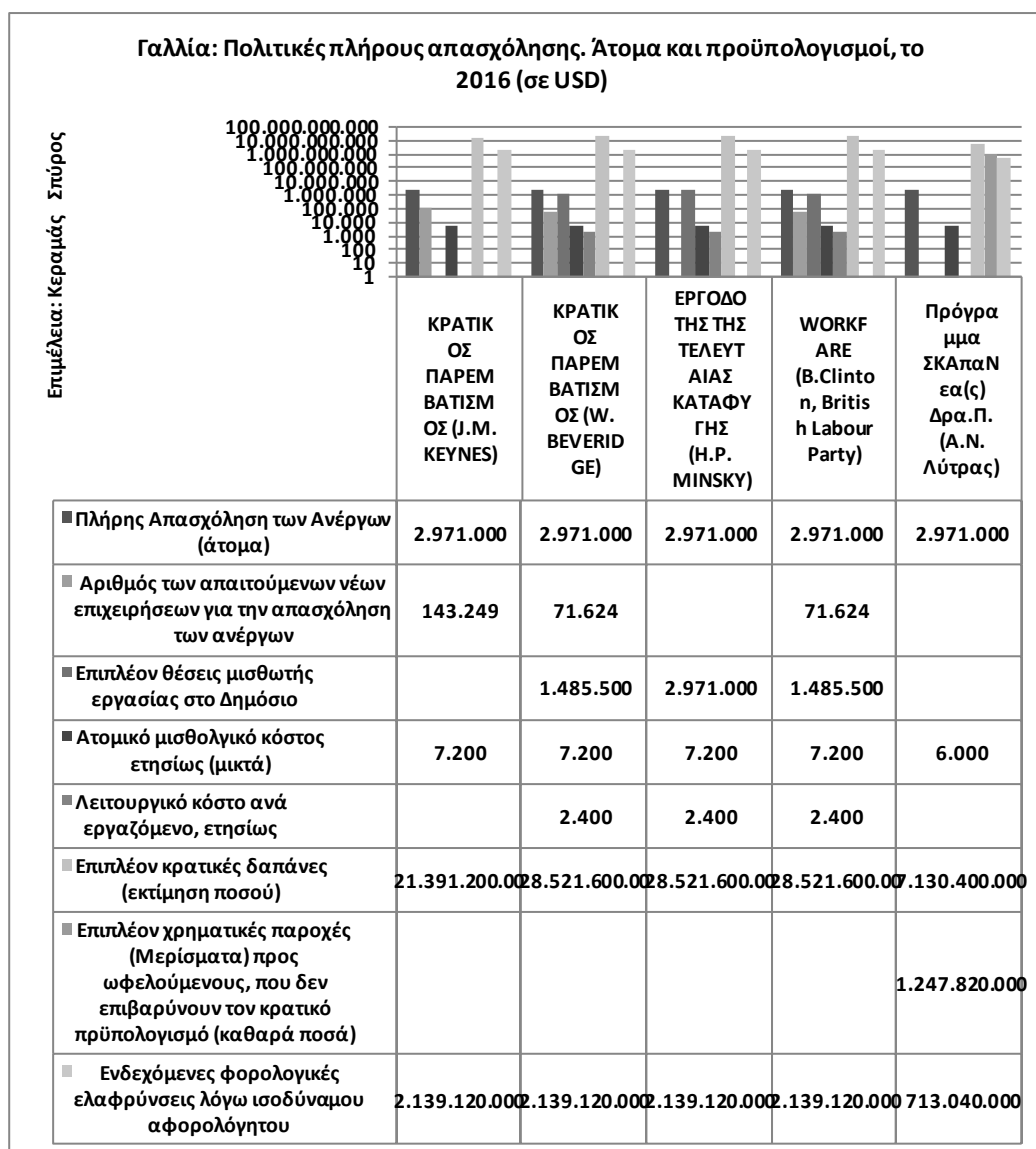 Γαλλία: Πολιτικές πλήρους απασχόλησης. Άτομα και προϋπολογισμοί, το
2016 (σε USD)
Επιμέλεια: Κεραμάς Σπύρος
100.000.000.000
10.000.000.000
1.000.000.000
100.000.000
10.000.000
1.000.000
100.000
10.000
1.000
100
10
1
ΚΡΑΤΙΚ
ΟΣ
ΠΑΡΕΜ
ΒΑΤΙΣΜ
ΟΣ (J.M.
KEYNES)
ΚΡΑΤΙΚ
ΟΣ
ΠΑΡΕΜ
ΒΑΤΙΣΜ
ΟΣ (W.
BEVERID
GE)
ΕΡΓΟΔΟ
ΤΗΣ ΤΗΣ
ΤΕΛΕΥΤ
ΑΙΑΣ
ΚΑΤΑΦΥ
ΓΗΣ
(H.P.
MINSKY)
WORKF
ARE
(B.Clinto
n, Britis
h Labour
Party)
Πρόγρα
μμα
ΣΚΑπαΝ
εα(ς)
Δρα.Π.
(Α.Ν.
Λύτρας)
Πλήρης Απασχόληση των Ανέργων
(άτομα)
2.971.000 2.971.000 2.971.000 2.971.000 2.971.000
Αριθμός των απαιτούμενων νέων
επιχειρήσεων για την απασχόληση
των ανέργων
143.249 71.624 71.624
Επιπλέον θέσεις μισθωτής
εργασίας στο Δημόσιο
1.485.500 2.971.000 1.485.500
Ατομικό μισθολγικό κόστος
ετησίως (μικτά)
7.200 7.200 7.200 7.200 6.000
Λειτουργικό κόστο ανά
εργαζόμενο, ετησίως
2.400 2.400 2.400
Επιπλέον κρατικές δαπάνες
(εκτίμηση ποσού)
21.391.200.00 28.521.600.00 28.521.600.00 28.521.600.00 7.130.400.000
Επιπλέον χρηματικές παροχές
(Μερίσματα) προς
ωφελούμενους, που δεν
επιβαρύνουν τον κρατικό
πρϋπολογισμό (καθαρά ποσά)
1.247.820.000
Ενδεχόμενες φορολογικές
ελαφρύνσεις λόγω ισοδύναμου
αφορολόγητου
2.139.120.000 2.139.120.000 2.139.120.000 2.139.120.000 713.040.000